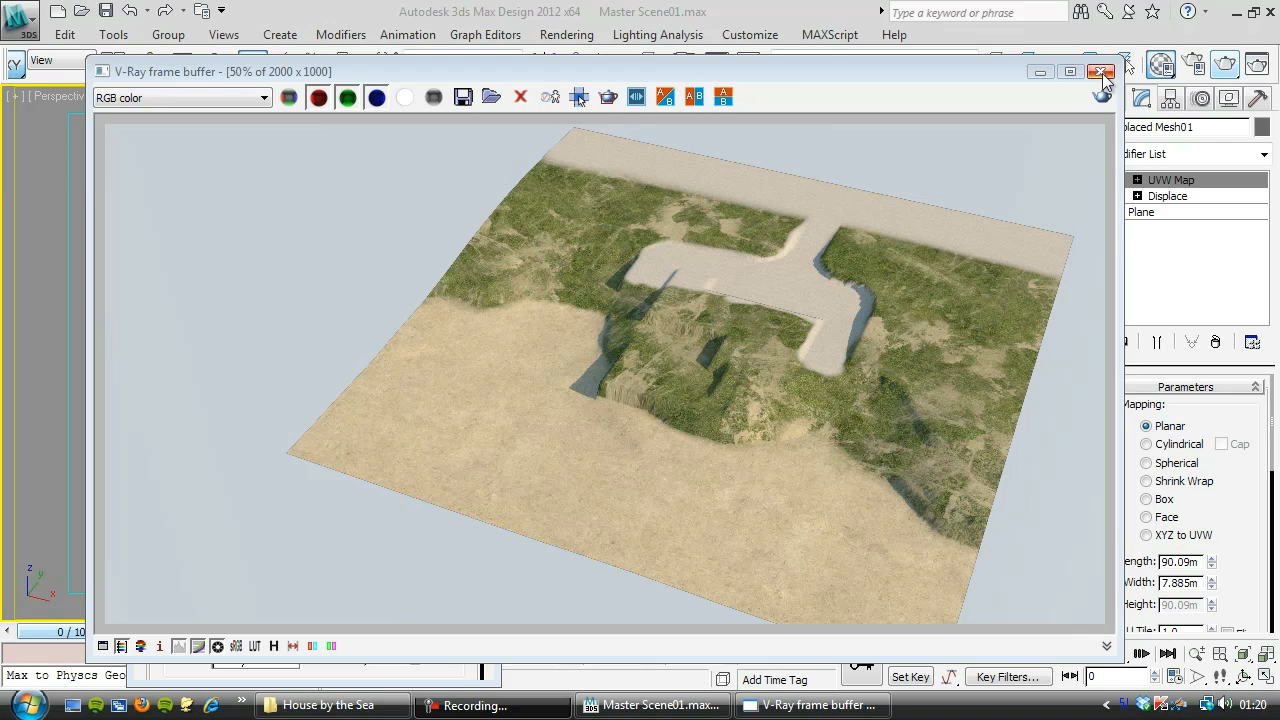 Autodesk 3ds Max Design 2012 x64 Master Scene01.max
Type a keyword or phrase
3DS
Edit Tools Group Views Create Modifiers Animation Graph Editors Rendering Lighting Analysis Customize MAXScript Help
XY View
V-Ray frame buffer - [50% of 2000 x 1000]
[ + ] [ Perspectiv
RGB color
placed Mesh01
difier List
UVW Map
Displace
Plane
Parameters
Mapping:
Planar
Cylindrical Cap
Spherical
Shrink Wrap
Box
Face
XYZ to UVW
ength: 90.09m
Width: 7.885m
Height: 90.09m
z
y
x
0 / 10
LUT H
Max to Physcs Geo
Add Time Tag
Set Key
Key Filters...
0
House by the Sea
Recording...
Master Scene01.max...
V-Ray frame buffer ...
01:20